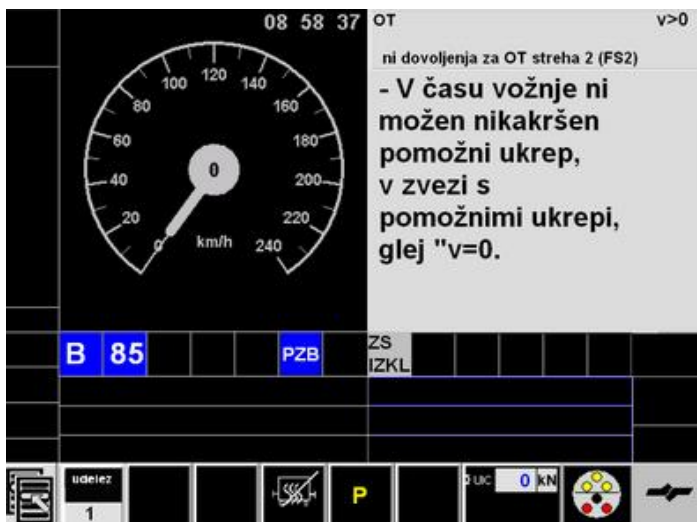 08 58 37
OT v>0
ni dovoljenja za OT streha 2 (FS2)
- V času vožnje ni
možen nikakršen
pomožni ukrep,
v zvezi s
pomožnimi ukrepi,
glej "v=0.
0
20
40
60
80
100
120
140
160
180
200
220
240
0
km/h
B 85 PZB
ZS
IZKL
udelez
1
P
UIC 0 kN